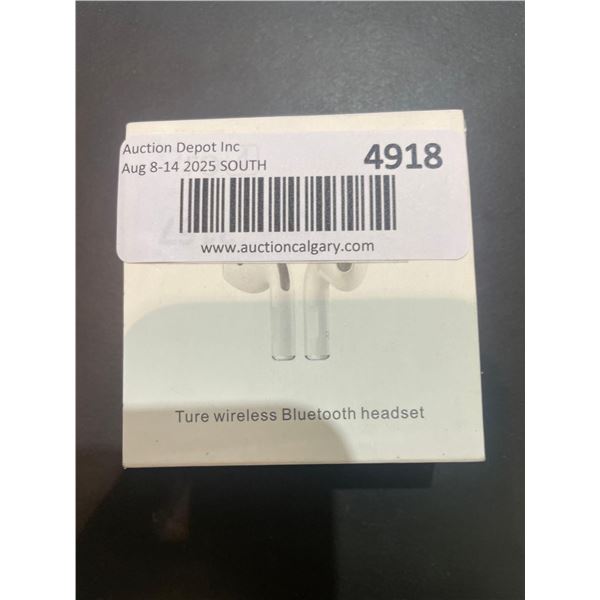 Auction Depot Inc
Aug 8-14 2025 SOUTH
4918
www.auctioncalgary.com
Ture wireless Bluetooth headset